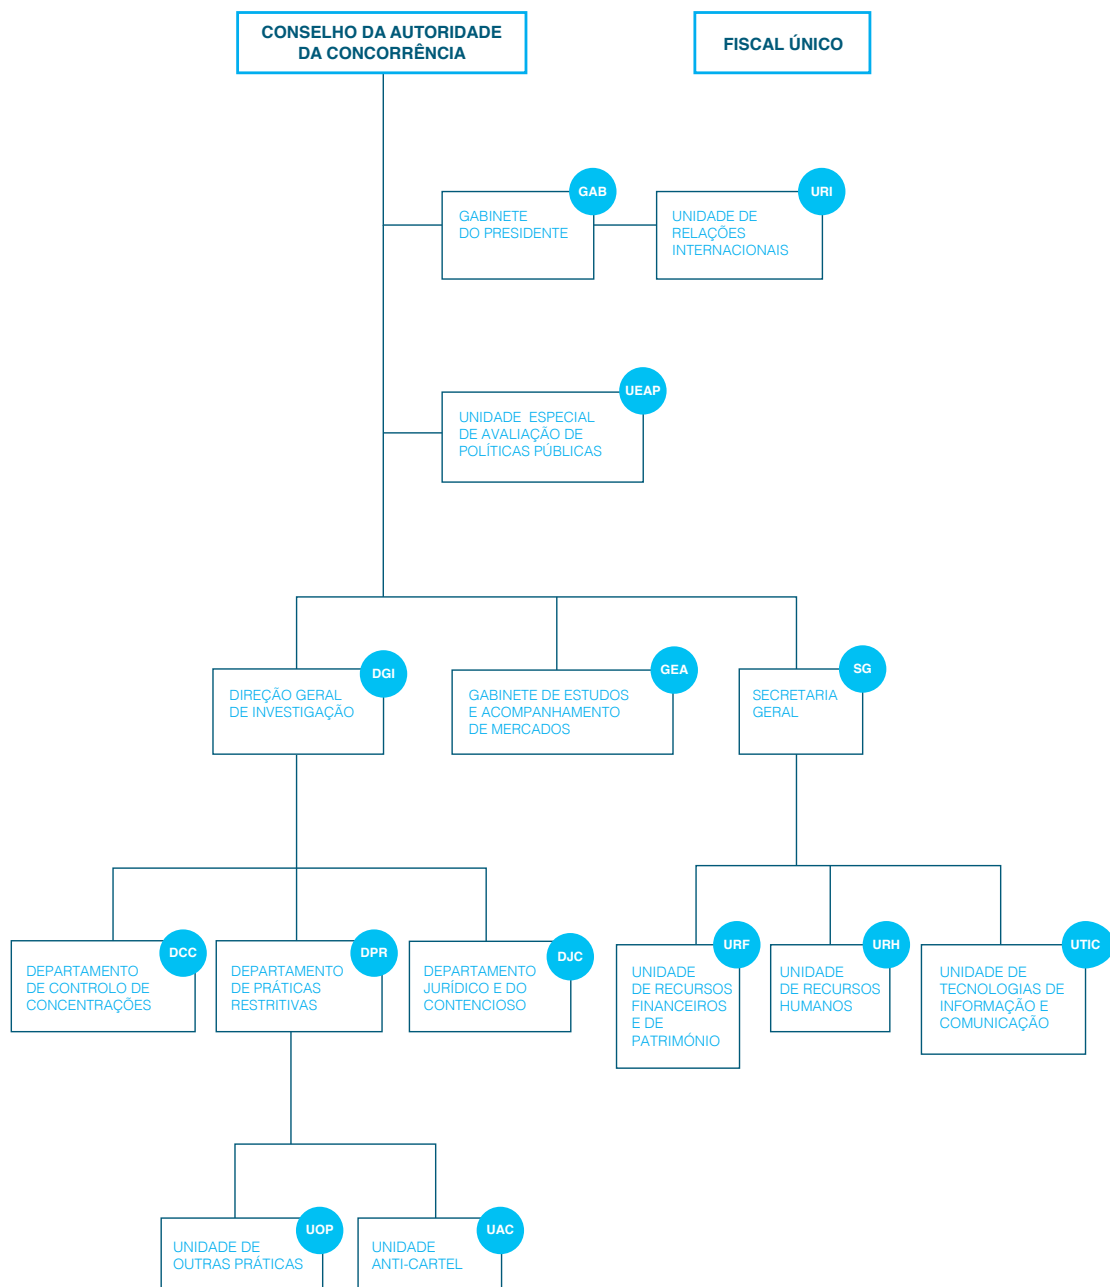 CONSELHO DA AUTORIDADE
DA CONCORRÊNCIA
FISCAL ÚNICO
GAB
GABINETE
DO PRESIDENTE
URI
UNIDADE DE
RELAÇÕES
INTERNACIONAIS
UEAP
UNIDADE ESPECIAL
DE AVALIAÇÃO DE
POLÍTICAS PÚBLICAS
DGI
DIREÇÃO GERAL
DE INVESTIGAÇÃO
GEA
GABINETE DE ESTUDOS
E ACOMPANHAMENTO
DE MERCADOS
SG
SECRETARIA
GERAL
DCC
DEPARTAMENTO
DE CONTROLO DE
CONCENTRAÇÕES
DPR
DEPARTAMENTO
DE PRÁTICAS
RESTRITIVAS
DJC
DEPARTAMENTO
JURÍDICO E DO
CONTENCIOSO
URF
UNIDADE
DE RECURSOS
FINANCEIROS
E DE
PATRIMÓNIO
URH
UNIDADE
DE RECURSOS
HUMANOS
UTIC
UNIDADE DE
TECNOLOGIAS DE
INFORMAÇÃO E
COMUNICAÇÃO
UOP
UNIDADE DE
OUTRAS PRÁTICAS
UAC
UNIDADE
ANTI-CARTEL